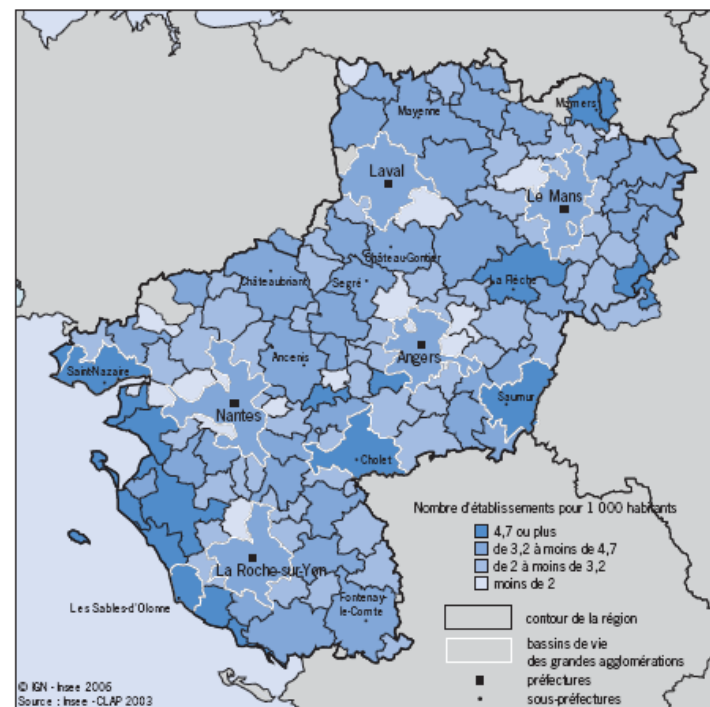 Mamers
Mayenne
Laval
Le Mans
Château-Gontier
La Flèche
Châteaubriant
Segré
Ancenis
Angers
Saint-Nazaire
Saumur
Nantes
Cholet
La Roche-sur-Yon
Les Sables-d'Olonne
Fontenay-
le-Comte
Nombre d'établissements pour 1 000 habitants
4,7 ou plus
de 3,2 à moins de 4,7
de 2 à moins de 3,2
moins de 2
contour de la région
bassins de vie
des grandes agglomérations
préfectures
sous-préfectures
© IGN - Insee 2006
Source : Insee -CLAP 2003